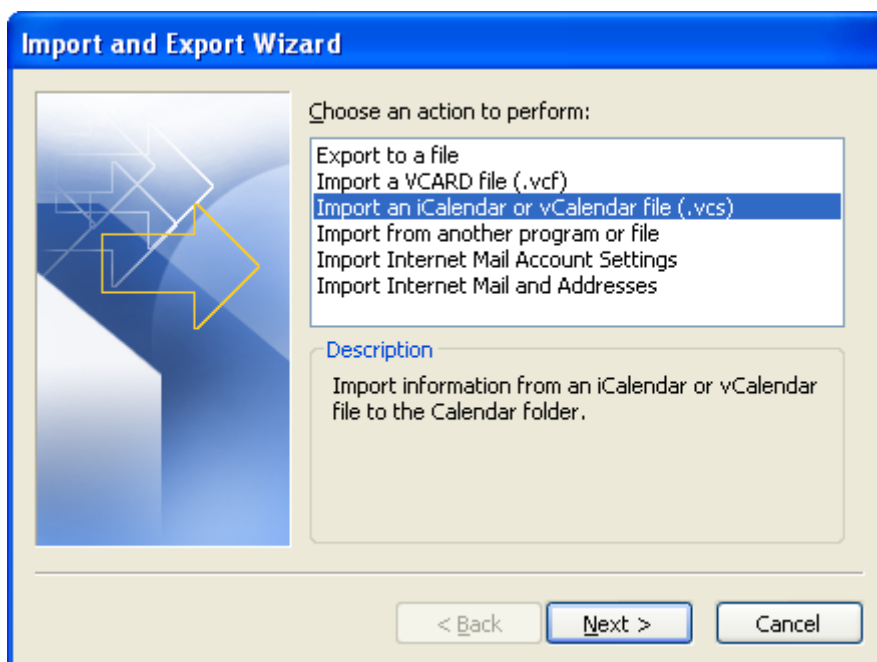 Import and Export Wizard
Choose an action to perform:
Export to a file
Import a VCARD file (.vcf)
Import an iCalendar or vCalendar file (.vcs)
Import from another program or file
Import Internet Mail Account Settings
Import Internet Mail and Addresses
Description
Import information from an iCalendar or vCalendar
file to the Calendar folder.
< Back Next > Cancel